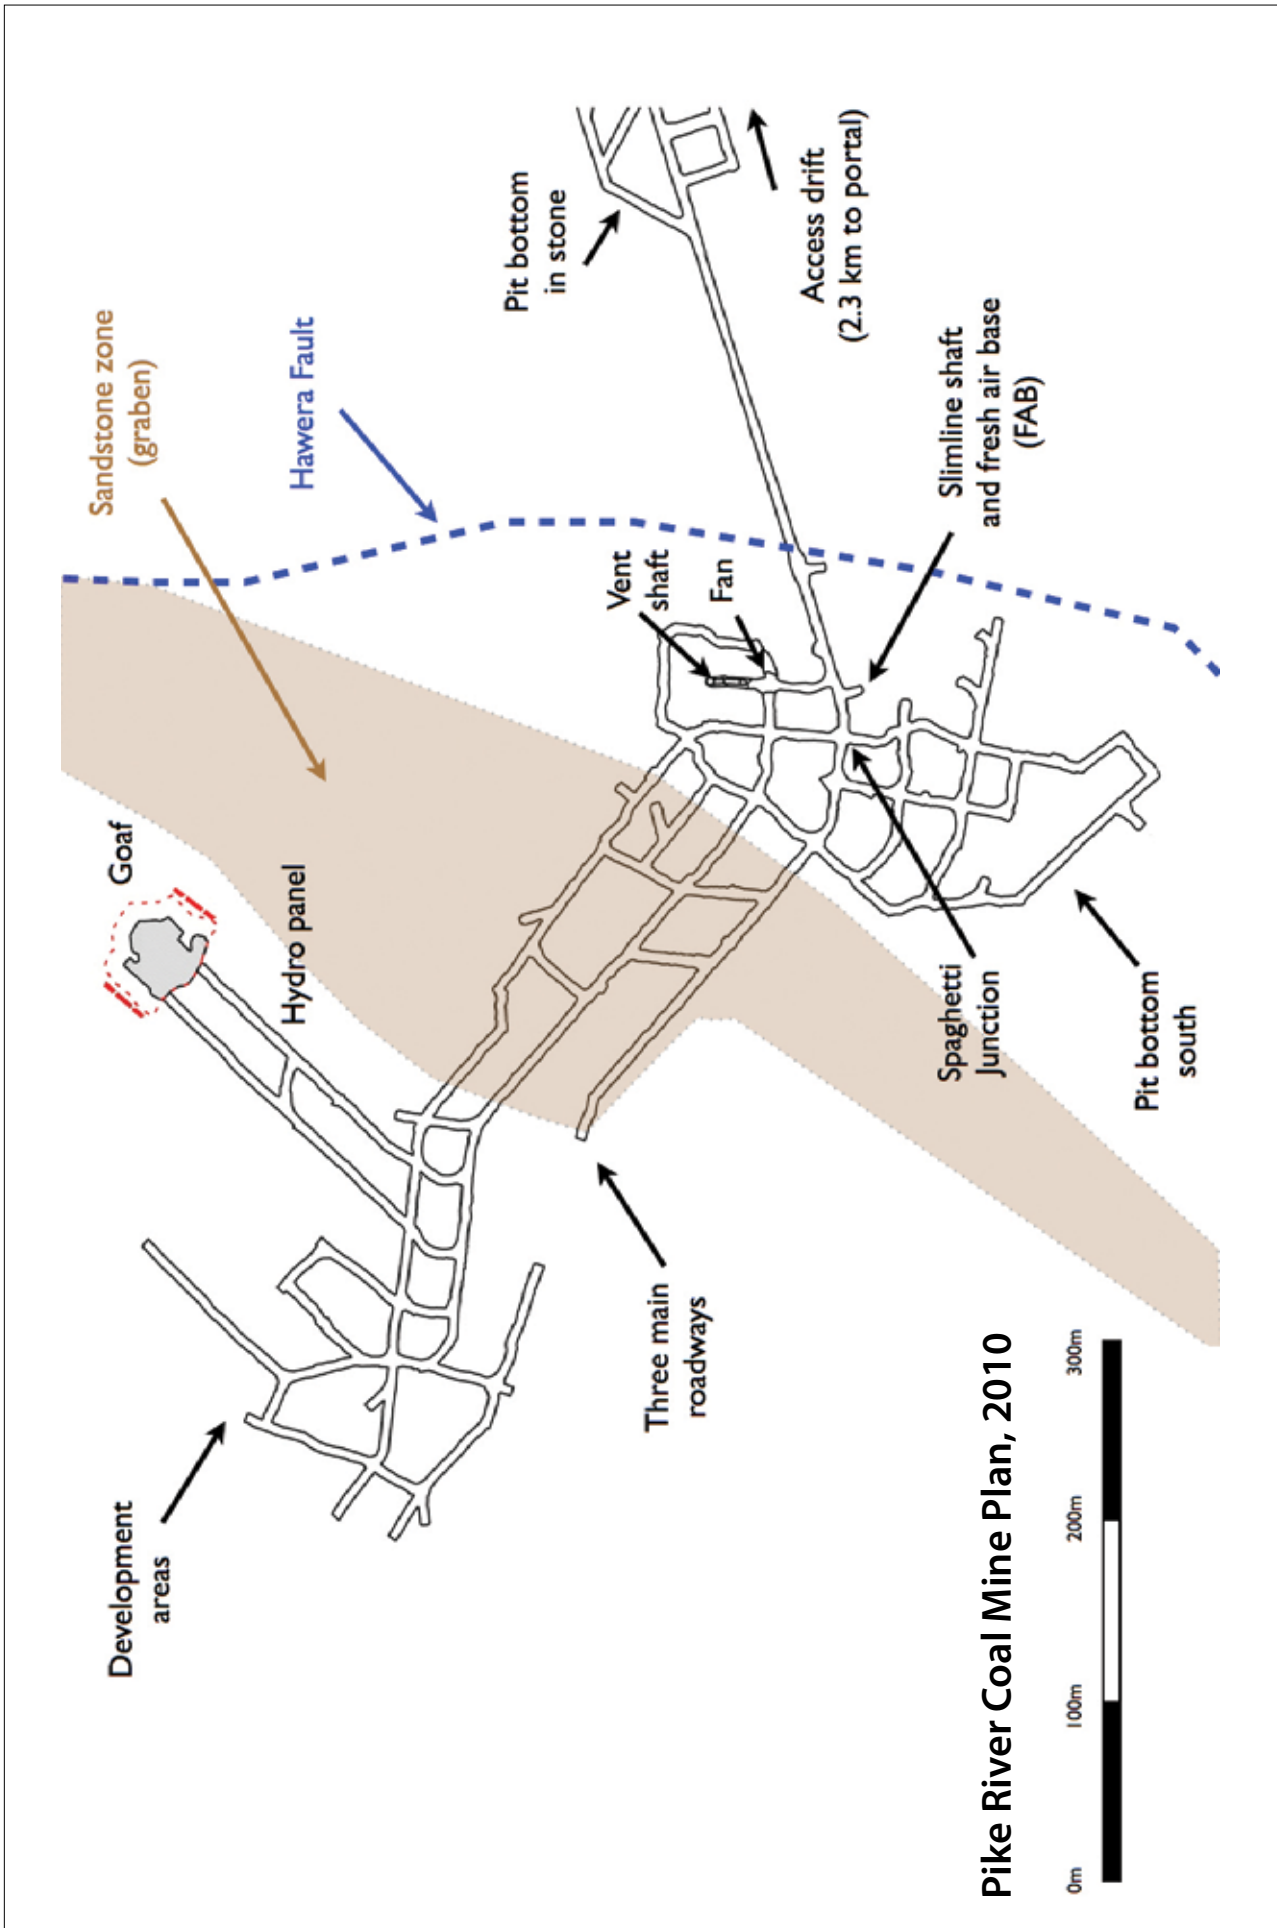 Development
areas
Goaf
Hydro panel
Sandstone zone
(graben)
Hawera Fault
Pit bottom
in stone
Vent
shaft
Fan
Access drift
(2.3 km to portal)
Slimline shaft
and fresh air base
(FAB)
Three main
roadways
Spaghetti
Junction
Pit bottom
south
Pike River Coal Mine Plan, 2010
0m
100m
200m
300m